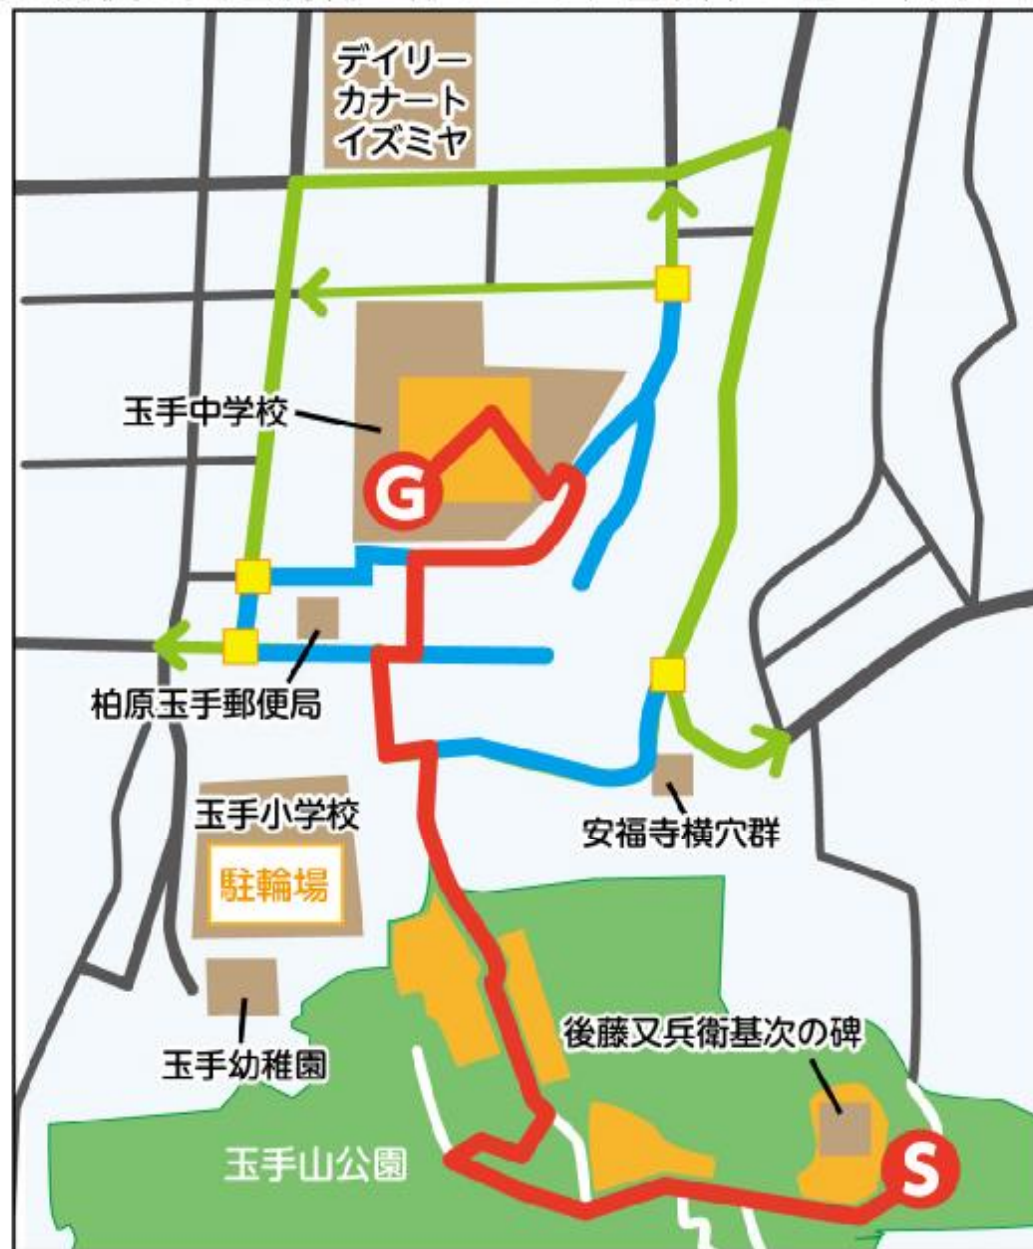 デイリー
カナート
イズミヤ
玉手中学校
G
柏原玉手郵便局
安福寺横穴群
玉手小学校
駐輪場
後藤又兵衛基次の碑
玉手幼稚園
玉手山公園
S